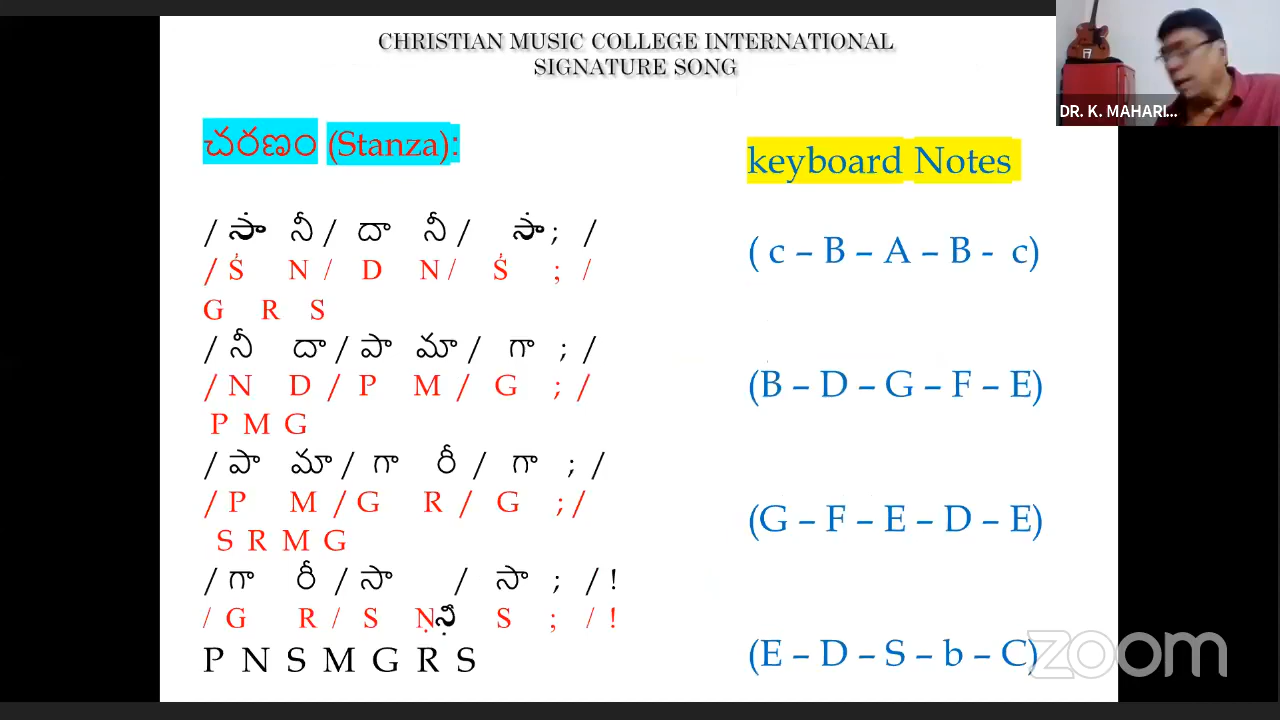 CHRISTIAN MUSIC COLLEGE INTERNATIONAL
SIGNATURE SONG
DR. K. MAHARI...
చరణం (Stanza):
/ సాం నీ / దా నీ / సాం ; /
/ Ṡ N / D N / Ṡ ; /
G R S
/ నీ దా / పా మా / గా ; /
/ N D / P M / G ; /
P M G
/ పా మా / గా రీ / గా ; /
/ P M / G R / G ; /
S R M G
/ గా రీ / సా / సా ; / !
/ G R / S Ṇ ని S ; / !
P N S M G R S
keyboard Notes
( c – B – A – B - c)
(B – D – G – F – E)
(G – F – E – D – E)
(E – D – S – b – C)
zoom